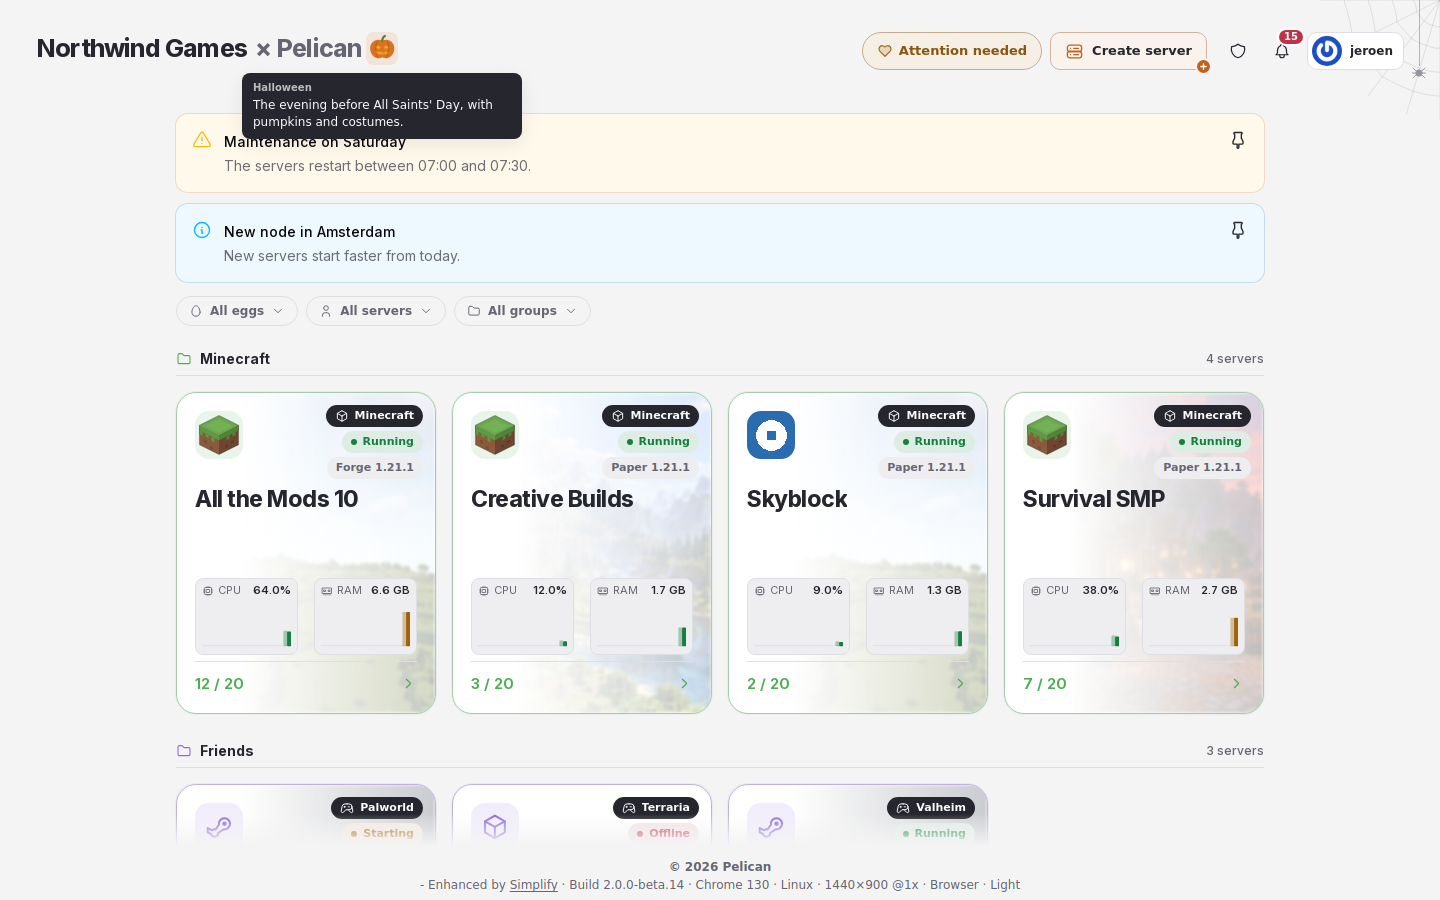 Northwind Games × Pelican
Attention needed
Create server
15
jeroen
Halloween
The evening before All Saints' Day, with
pumpkins and costumes.
Maintenance on Saturday
The servers restart between 07:00 and 07:30.
New node in Amsterdam
New servers start faster from today.
All eggs
All servers
All groups
Minecraft
4 servers
Minecraft
Running
Forge 1.21.1
All the Mods 10
CPU 64.0%
RAM 6.6 GB
12 / 20
Minecraft
Running
Paper 1.21.1
Creative Builds
CPU 12.0%
RAM 1.7 GB
3 / 20
Minecraft
Running
Paper 1.21.1
Skyblock
CPU 9.0%
RAM 1.3 GB
2 / 20
Minecraft
Running
Paper 1.21.1
Survival SMP
CPU 38.0%
RAM 2.7 GB
7 / 20
Friends
3 servers
Palworld
Starting
Terraria
Offline
Valheim
Running
© 2026 Pelican
- Enhanced by Simplify · Build 2.0.0-beta.14 · Chrome 130 · Linux · 1440×900 @1x · Browser · Light